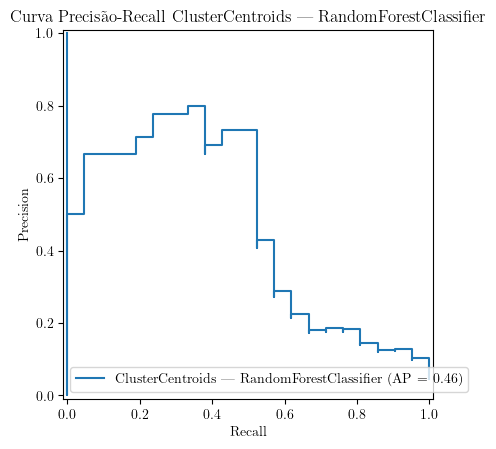 Curva Precisão-Recall ClusterCentroids — RandomForestClassifier
1.0
0.8
0.6
0.4
0.2
0.0
Precision
ClusterCentroids — RandomForestClassifier (AP = 0.46)
0.0 0.2 0.4 0.6 0.8 1.0
Recall